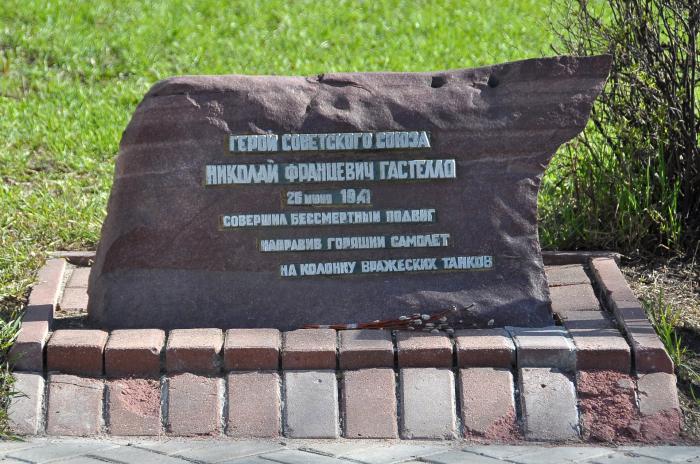 ГЕРОЙ СОВЕТСКОГО СОЮЗА
НИКОЛАЙ ФРАНЦЕВИЧ ГАСТЕЛЛО
26 июня 1941
СОВЕРШИЛ БЕССМЕРТНЫЙ ПОДВИГ
НАПРАВИВ ГОРЯЩИЙ САМОЛЕТ
НА КОЛОННУ ВРАЖЕСКИХ ТАНКОВ